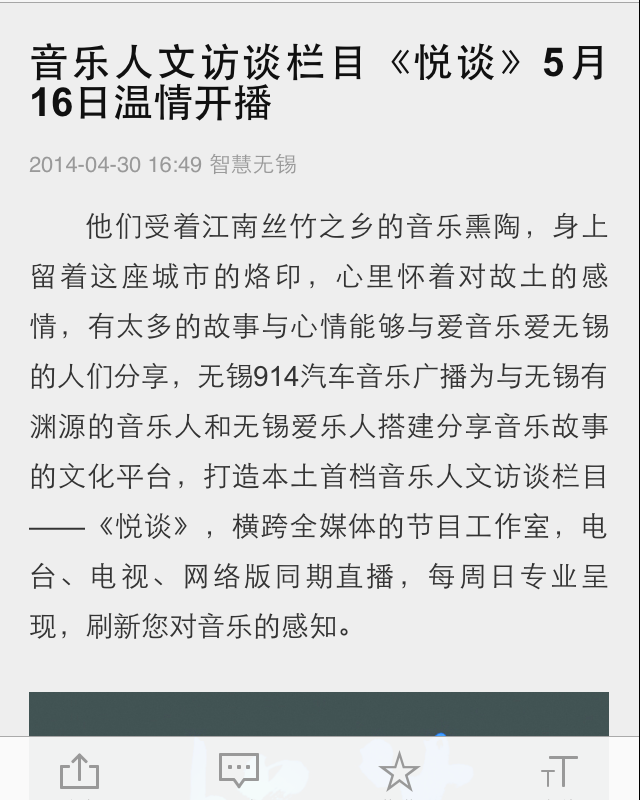 音乐人文访谈栏目《悦谈》5月
16日温情开播
2014-04-30 16:49 智慧无锡
他们受着江南丝竹之乡的音乐熏陶，身上
留着这座城市的烙印，心里怀着对故土的感
情，有太多的故事与心情能够与爱音乐爱无锡
的人们分享，无锡914汽车音乐广播为与无锡有
渊源的音乐人和无锡爱乐人搭建分享音乐故事
的文化平台，打造本土首档音乐人文访谈栏目
——《悦谈》，横跨全媒体的节目工作室，电
台、电视、网络版同期直播，每周日专业呈
现，刷新您对音乐的感知。
TT